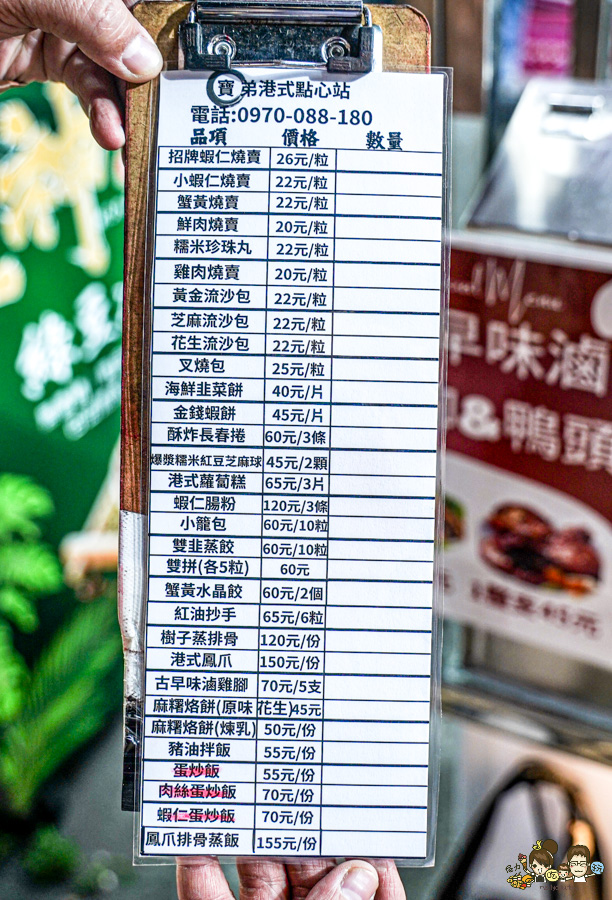 寶弟港式點心站
電話:0970-088-180
品項 價格 數量
招牌蝦仁燒賣 26元/粒
小蝦仁燒賣 22元/粒
蟹黃燒賣 22元/粒
鮮肉燒賣 20元/粒
糯米珍珠丸 22元/粒
雞肉燒賣 20元/粒
黃金流沙包 22元/粒
芝麻流沙包 22元/粒
花生流沙包 22元/粒
叉燒包 25元/粒
海鮮韭菜餅 40元/片
金錢蝦餅 45元/片
酥炸長春捲 60元/3條
爆漿糯米紅豆芝麻球 45元/2顆
港式蘿蔔糕 65元/3片
蝦仁腸粉 120元/3條
小籠包 60元/10粒
雙韭蒸餃 60元/10粒
雙拼(各5粒) 60元
蟹黃水晶餃 60元/2個
紅油抄手 65元/6粒
樹子蒸排骨 120元/份
港式鳳爪 150元/份
古早味滷雞腳 70元/5支
麻糬烙餅(原味 花生)45元
麻糬烙餅(煉乳) 50元/份
豬油拌飯 55元/份
蛋炒飯 55元/份
肉絲蛋炒飯 70元/份
蝦仁蛋炒飯 70元/份
鳳爪排骨蒸飯 155元/份
早味滷
&鴨頭